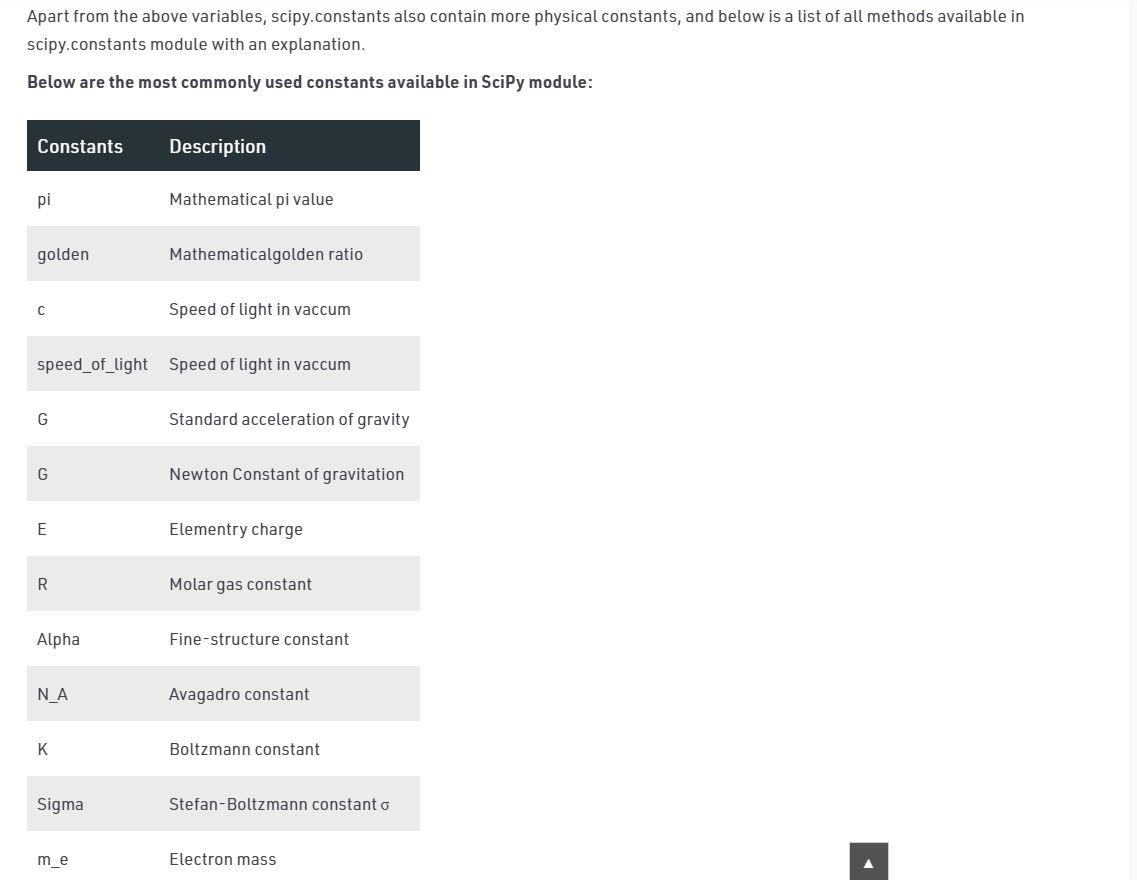 Apart from the above variables, scipy.constants also contain more physical constants, and below is a list of all methods available in
scipy.constants module with an explanation.
Below are the most commonly used constants available in SciPy module:
Constants Description
pi Mathematical pi value
golden Mathematicalgolden ratio
c Speed of light in vaccum
speed_of_light Speed of light in vaccum
G Standard acceleration of gravity
G Newton Constant of gravitation
E Elementry charge
R Molar gas constant
Alpha Fine-structure constant
N_A Avagadro constant
K Boltzmann constant
Sigma Stefan-Boltzmann constant σ
m_e Electron mass